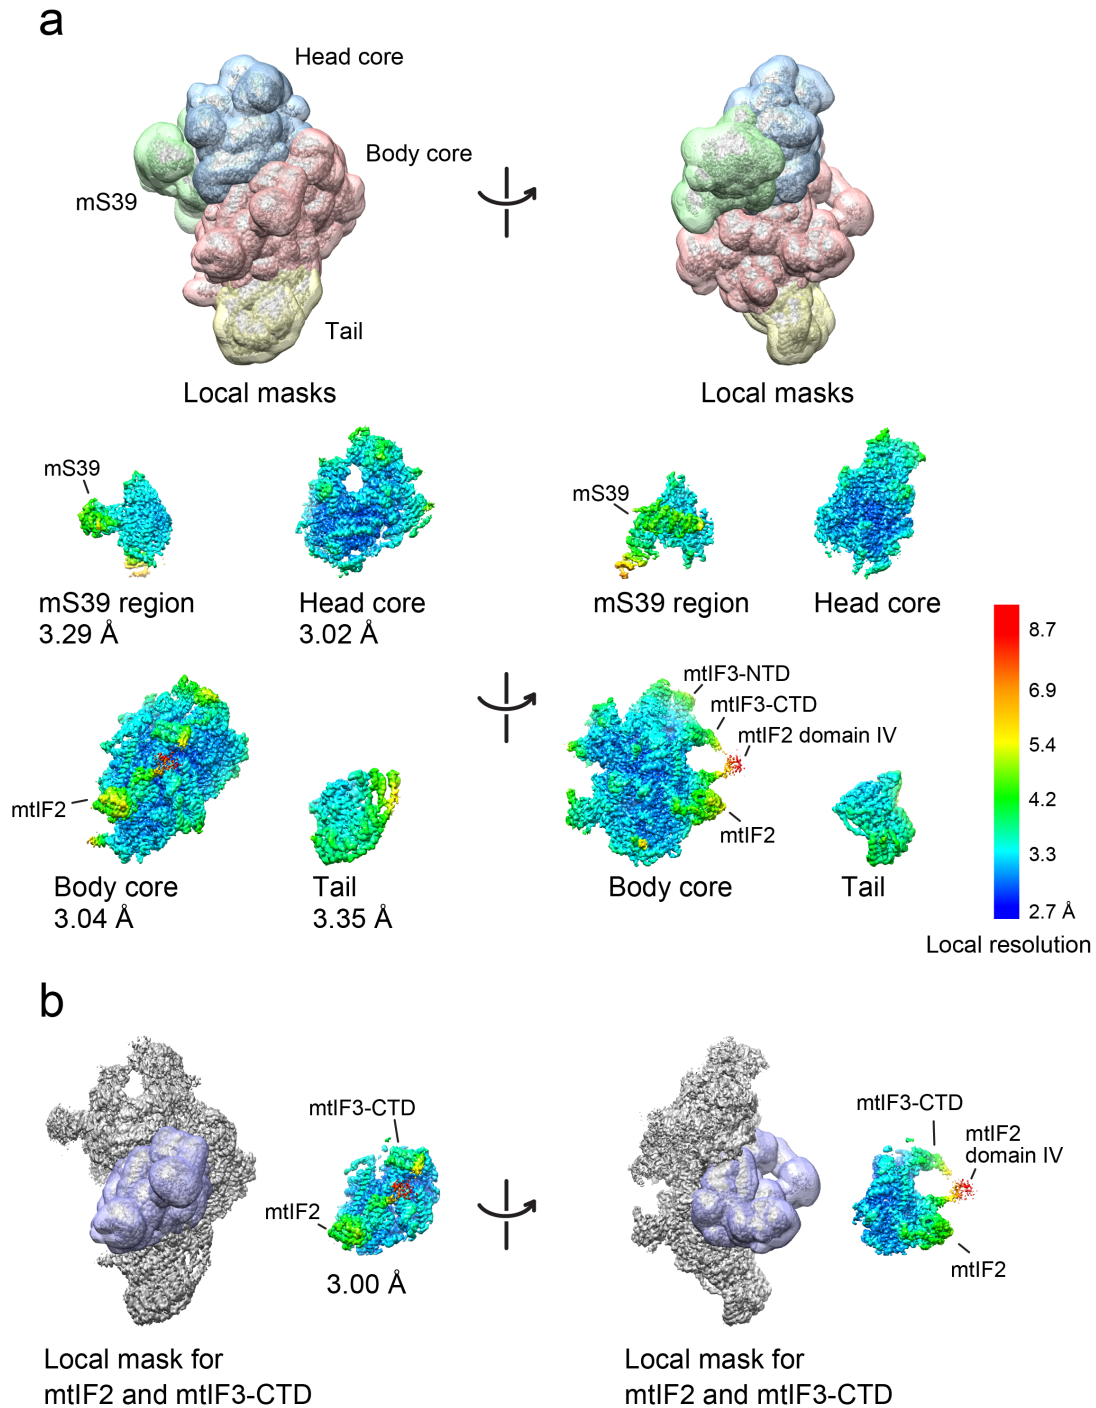 a
Head core
Body core
mS39
Tail
Local masks
Local masks
mS39
mS39
mS39 region
3.29 Å
Head core
3.02 Å
mS39 region
Head core
mtIF3-NTD
mtIF3-CTD
mtIF2 domain IV
mtIF2
mtIF2
Body core
3.04 Å
Tail
3.35 Å
Body core
Tail
8.7
6.9
5.4
4.2
3.3
2.7 Å
Local resolution
b
mtIF3-CTD
mtIF2
3.00 Å
mtIF3-CTD
mtIF2
domain IV
mtIF2
Local mask for
mtIF2 and mtIF3-CTD
Local mask for
mtIF2 and mtIF3-CTD